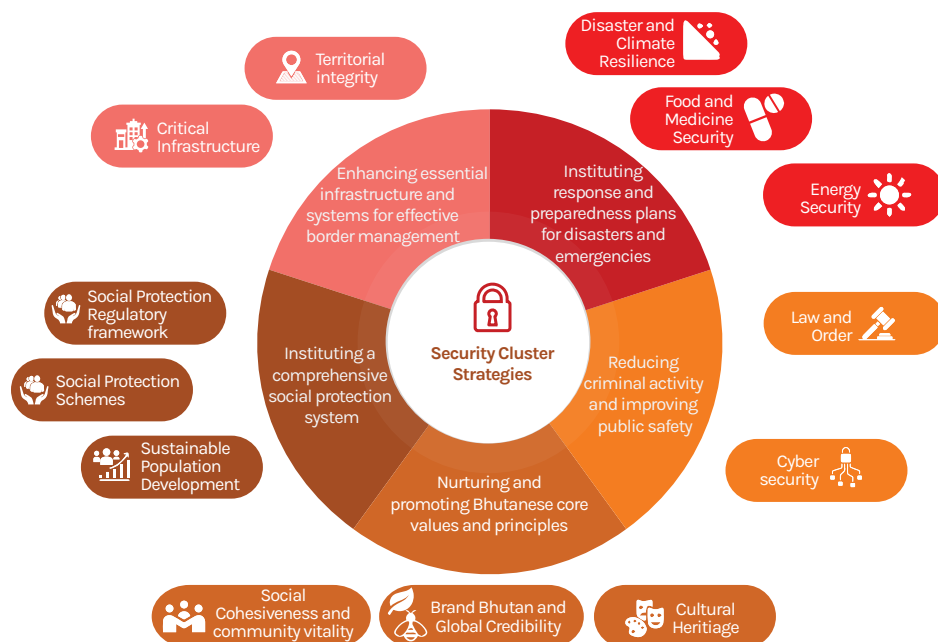 Disaster and
Climate
Resilience
Territorial
integrity
Food and
Medicine
Security
Critical
Infrastructure
Enhancing essential
infrastructure and
systems for effective
border management
Instituting
response and
preparedness plans
for disasters and
emergencies
Energy
Security
Social Protection
Regulatory
framework
Law and
Order
Security Cluster
Strategies
Instituting a
comprehensive
social protection
system
Reducing
criminal activity
and improving
public safety
Social Protection
Schemes
Sustainable
Population
Development
Cyber
security
Nurturing and
promoting Bhutanese core
values and principles
Social
Cohesiveness and
community vitality
Brand Bhutan and
Global Credibility
Cultural
Heritiage